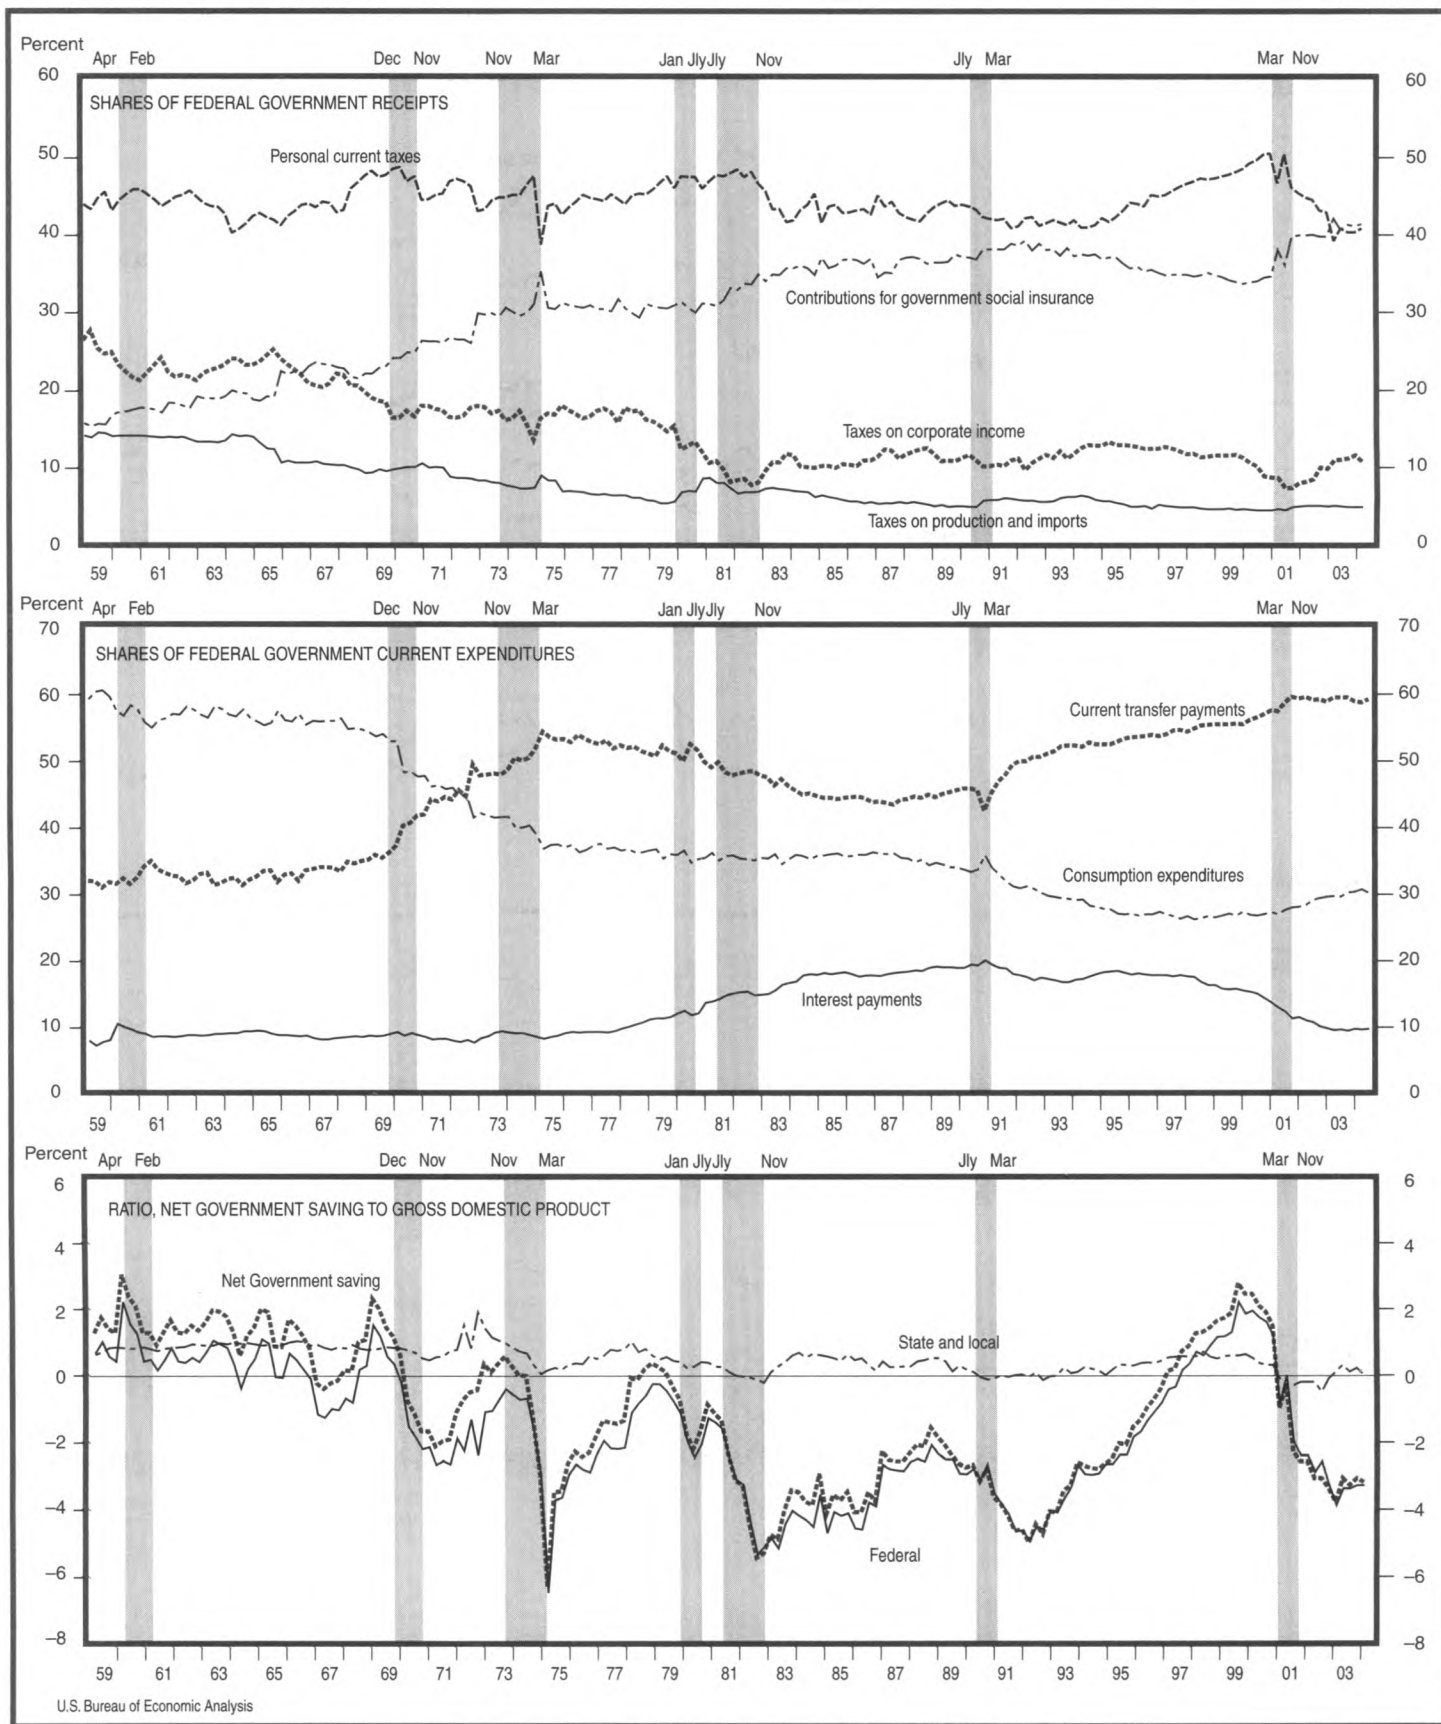 Percent Apr Feb Dec Nov Nov Mar Jan Jly Jly Nov Jly Mar Mar Nov
60 60
SHARES OF FEDERAL GOVERNMENT RECEIPTS
Personal current taxes
50 50
40 40
Contributions for government social insurance
30 30
20 20
Taxes on corporate income
10 10
Taxes on production and imports
0 0
59 61 63 65 67 69 71 73 75 77 79 81 83 85 87 89 91 93 95 97 99 01 03
Percent Apr Feb Dec Nov Nov Mar Jan Jly Jly Nov Jly Mar Mar Nov
70 70
SHARES OF FEDERAL GOVERNMENT CURRENT EXPENDITURES
60 60
Current transfer payments
50 50
40 40
Consumption expenditures
30 30
20 20
Interest payments
10 10
0 0
59 61 63 65 67 69 71 73 75 77 79 81 83 85 87 89 91 93 95 97 99 01 03
Percent Apr Feb Dec Nov Nov Mar Jan Jly Jly Nov Jly Mar Mar Nov
6 6
RATIO, NET GOVERNMENT SAVING TO GROSS DOMESTIC PRODUCT
4 4
Net Government saving
2 2
State and local
0 0
–2 –2
–4 –4
Federal
–6 –6
–8 –8
59 61 63 65 67 69 71 73 75 77 79 81 83 85 87 89 91 93 95 97 99 01 03
U.S. Bureau of Economic Analysis